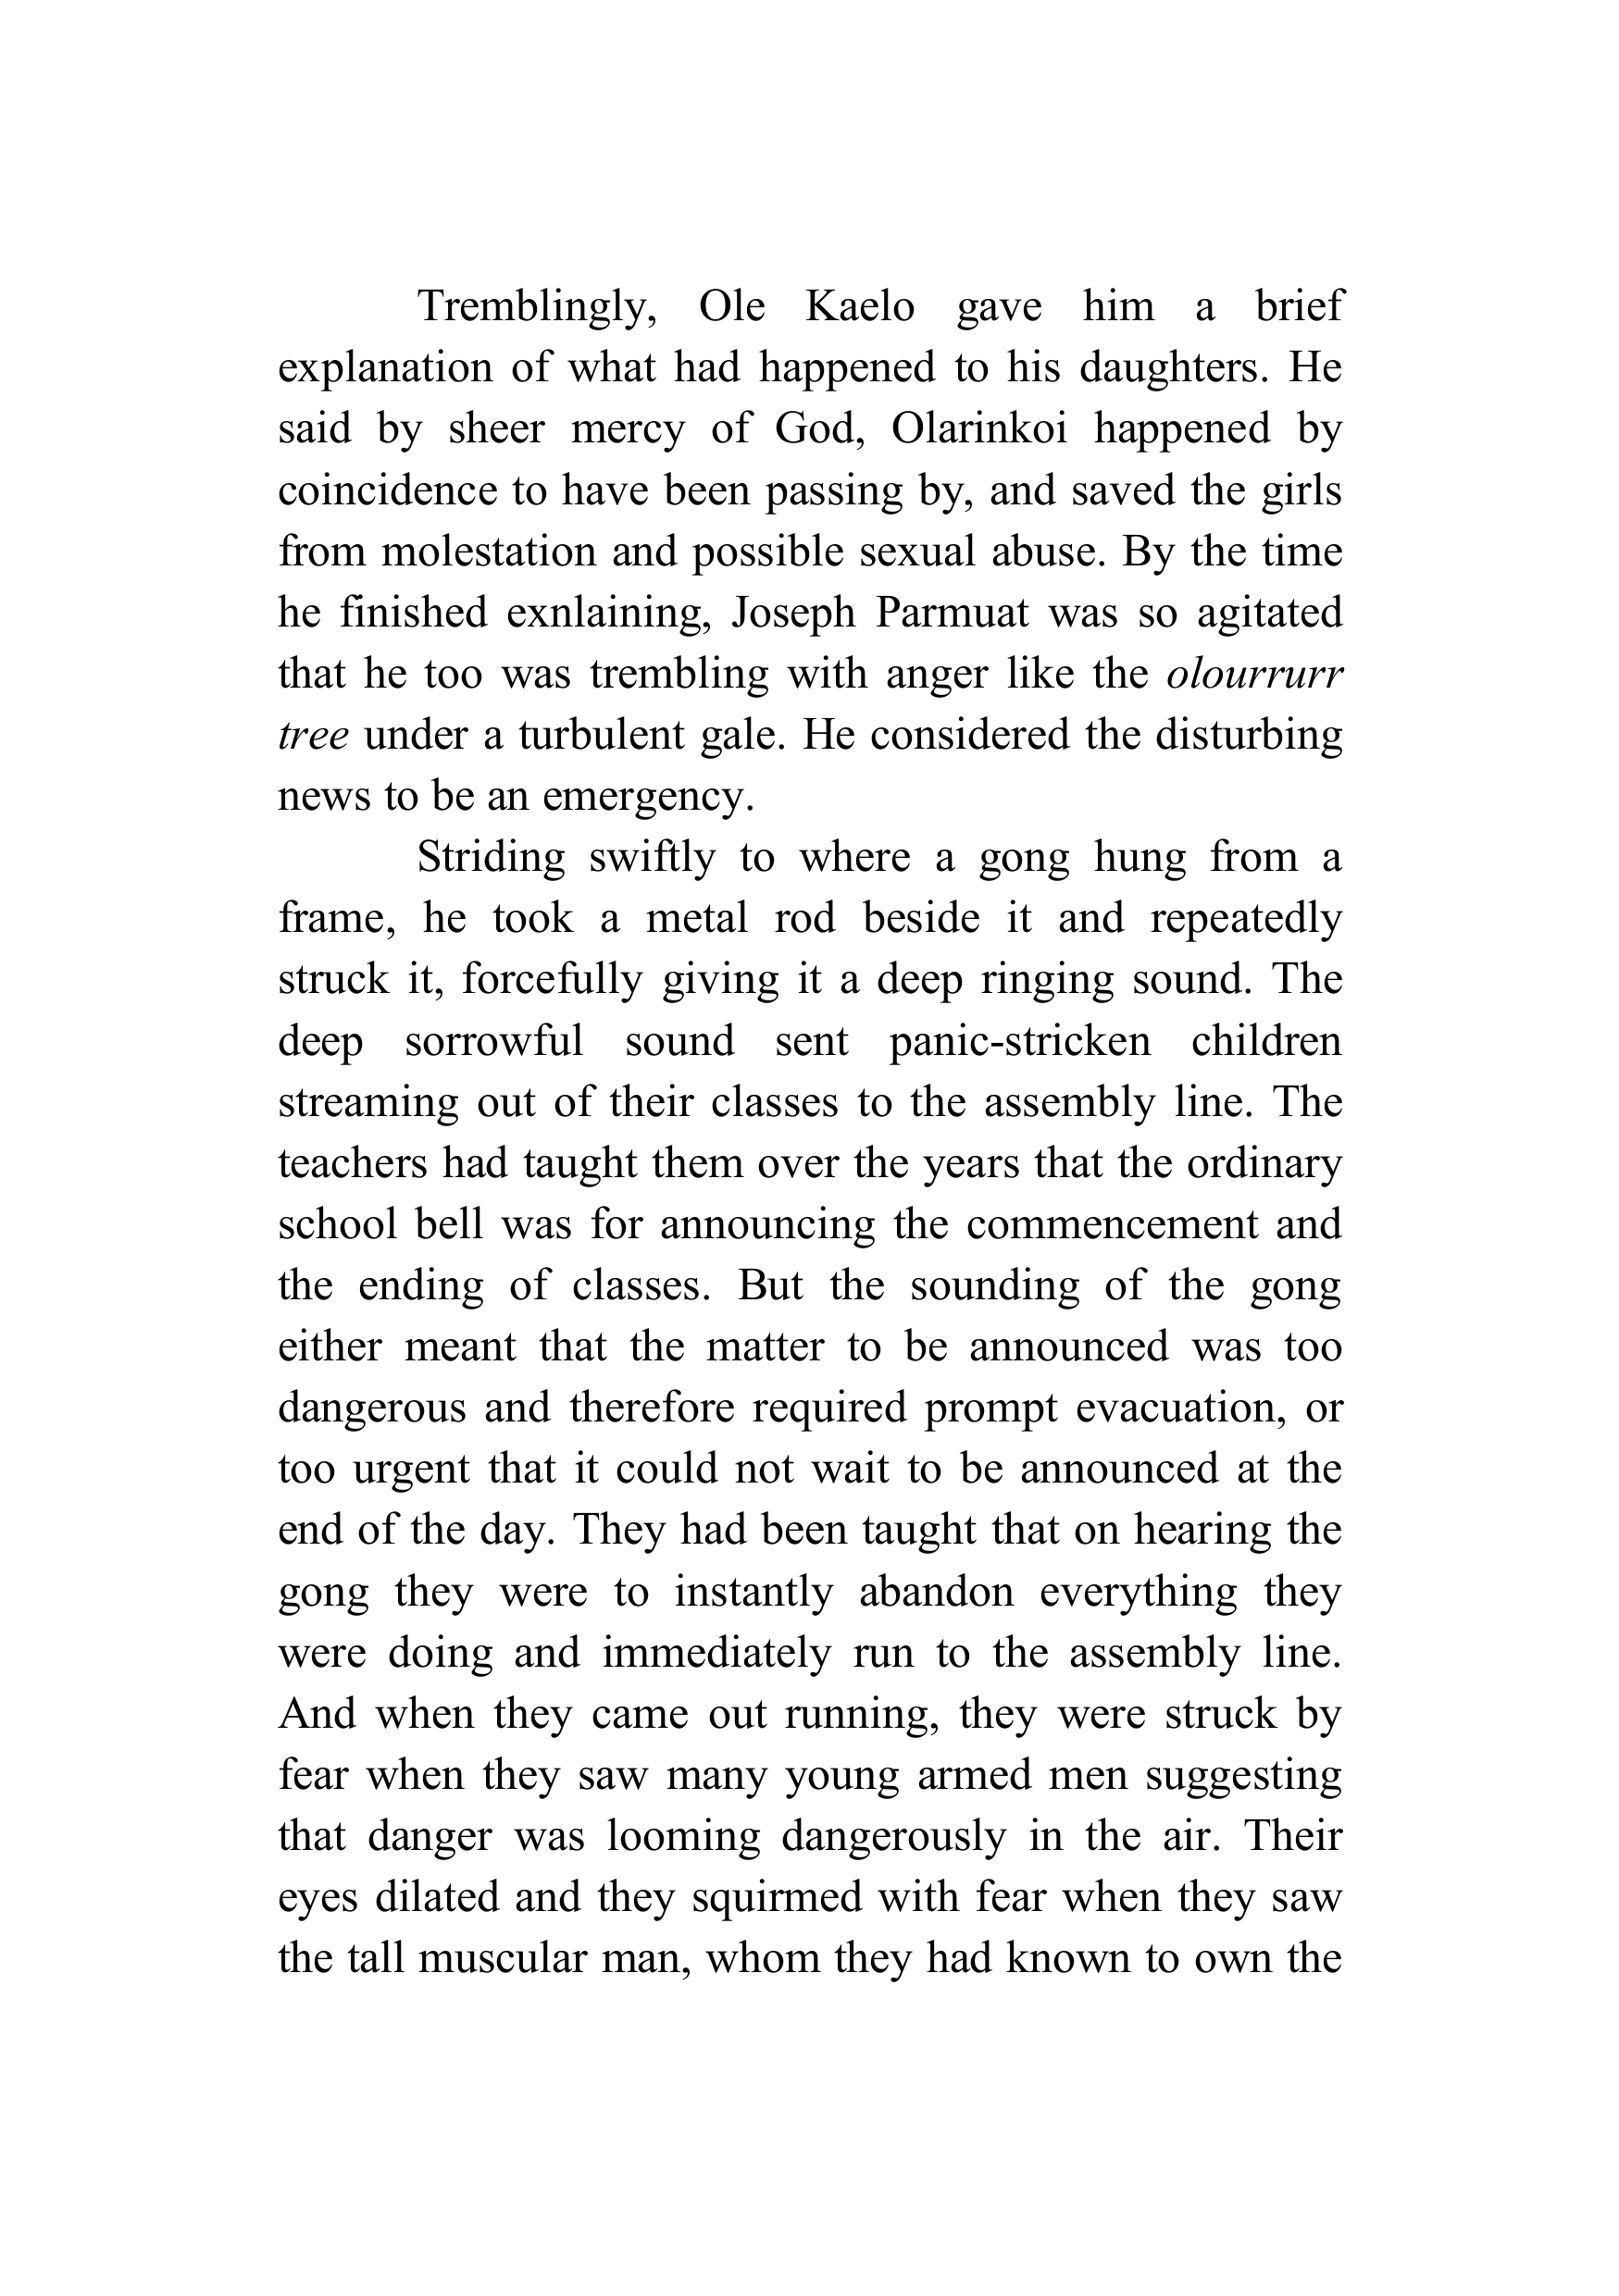 Tremblingly, Ole Kaelo gave him a brief
explanation of what had happened to his daughters. He
said by sheer mercy of God, Olarinkoi happened by
coincidence to have been passing by, and saved the girls
from molestation and possible sexual abuse. By the time
he finished exnlaining, Joseph Parmuat was so agitated
that he too was trembling with anger like the olourrurr
tree under a turbulent gale. He considered the disturbing
news to be an emergency.
Striding swiftly to where a gong hung from a
frame, he took a metal rod beside it and repeatedly
struck it, forcefully giving it a deep ringing sound. The
deep sorrowful sound sent panic-stricken children
streaming out of their classes to the assembly line. The
teachers had taught them over the years that the ordinary
school bell was for announcing the commencement and
the ending of classes. But the sounding of the gong
either meant that the matter to be announced was too
dangerous and therefore required prompt evacuation, or
too urgent that it could not wait to be announced at the
end of the day. They had been taught that on hearing the
gong they were to instantly abandon everything they
were doing and immediately run to the assembly line.
And when they came out running, they were struck by
fear when they saw many young armed men suggesting
that danger was looming dangerously in the air. Their
eyes dilated and they squirmed with fear when they saw
the tall muscular man, whom they had known to own the